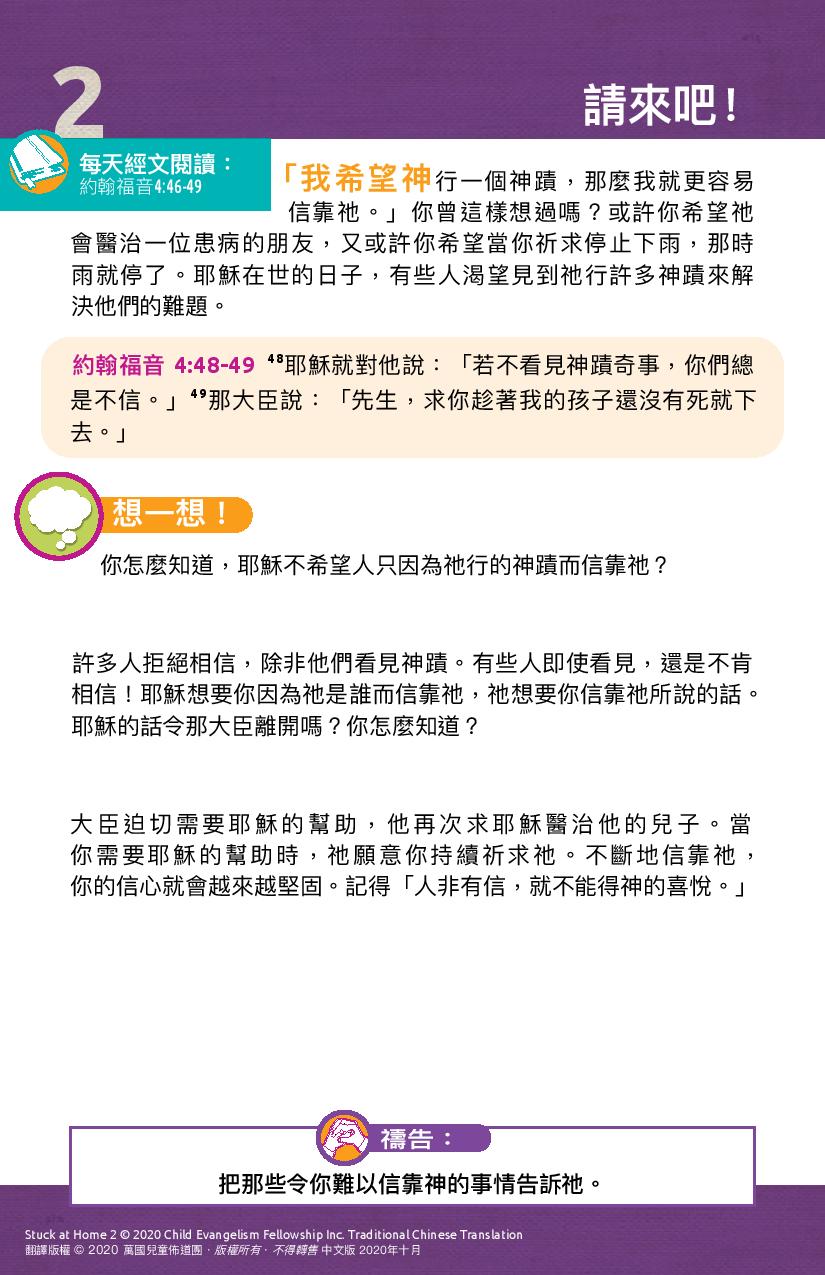 2
請來吧！
每天經文閱讀：
約翰福音4:46-49
「我希望神行一個神蹟，那麼我就更容易
信靠祂。」你曾這樣想過嗎？或許你希望祂
會醫治一位患病的朋友，又或許你希望當你祈求停止下雨，那時
雨就停了。耶穌在世的日子，有些人渴望見到祂行許多神蹟來解
決他們的難題。
約翰福音 4:48-49 48耶穌就對他說：「若不看見神蹟奇事，你們總
是不信。」49那大臣說：「先生，求你趁著我的孩子還沒有死就下
去。」
想一想！
你怎麼知道，耶穌不希望人只因為祂行的神蹟而信靠祂？
許多人拒絕相信，除非他們看見神蹟。有些人即使看見，還是不肯
相信！耶穌想要你因為祂是誰而信靠祂，祂想要你信靠祂所說的話。
耶穌的話令那大臣離開嗎？你怎麼知道？
大臣迫切需要耶穌的幫助，他再次求耶穌醫治他的兒子。當
你需要耶穌的幫助時，祂願意你持續祈求祂。不斷地信靠祂，
你的信心就會越來越堅固。記得「人非有信，就不能得神的喜悅。」
禱告：
把那些令你難以信靠神的事情告訴祂。
Stuck at Home 2 © 2020 Child Evangelism Fellowship Inc. Traditional Chinese Translation
翻譯版權 © 2020 萬國兒童佈道團．版權所有．不得轉售 中文版 2020年十月